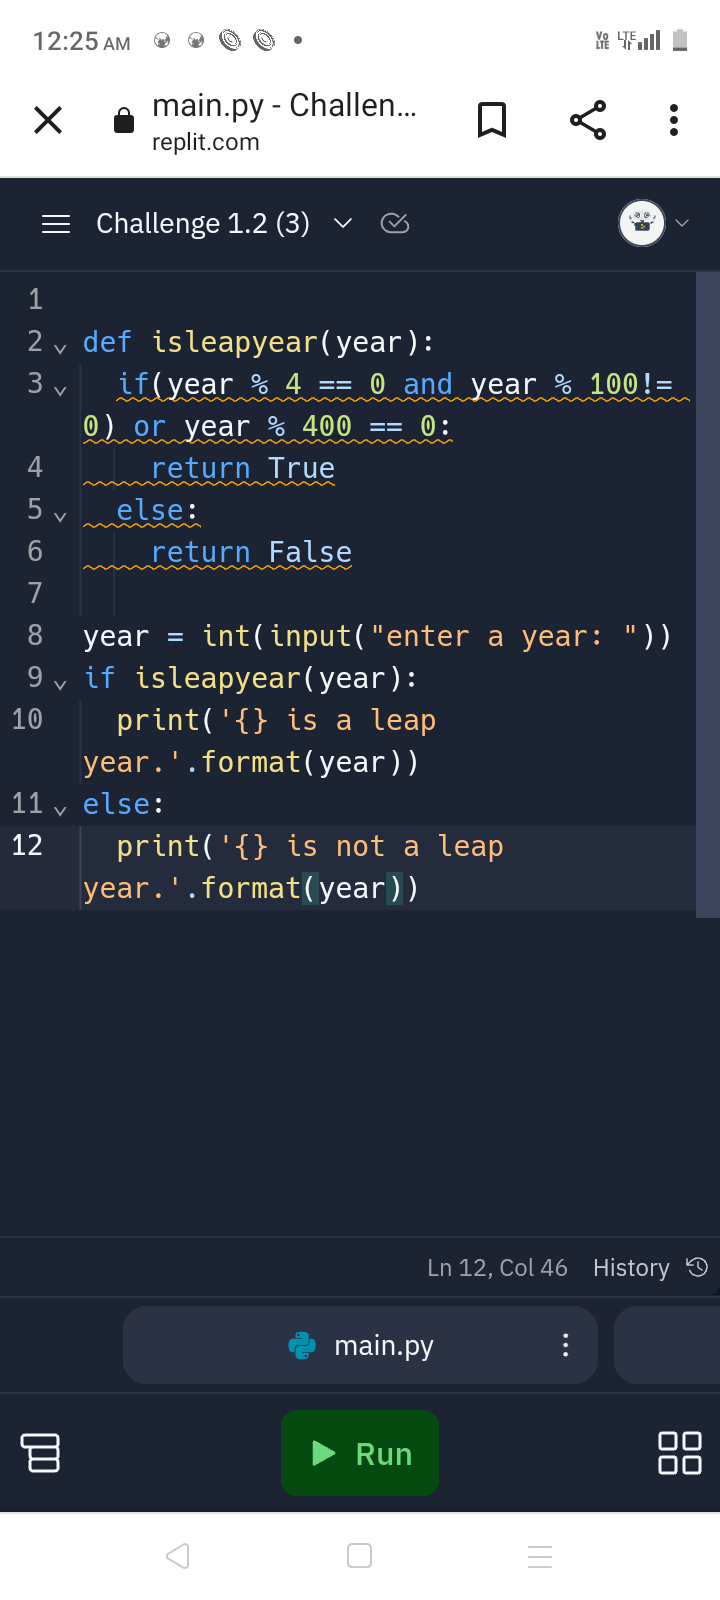 12:25 AM
Vo LTE LTE
main.py - Challen...
replit.com
Challenge 1.2 (3)
1
2 def isleapyear(year):
3 if(year % 4 == 0 and year % 100!=
0) or year % 400 == 0:
4 return True
5 else:
6 return False
7
8 year = int(input("enter a year: "))
9 if isleapyear(year):
10 print('{} is a leap
year.'.format(year))
11 else:
12 print('{} is not a leap
year.'.format(year))
Ln 12, Col 46 History
main.py
Run